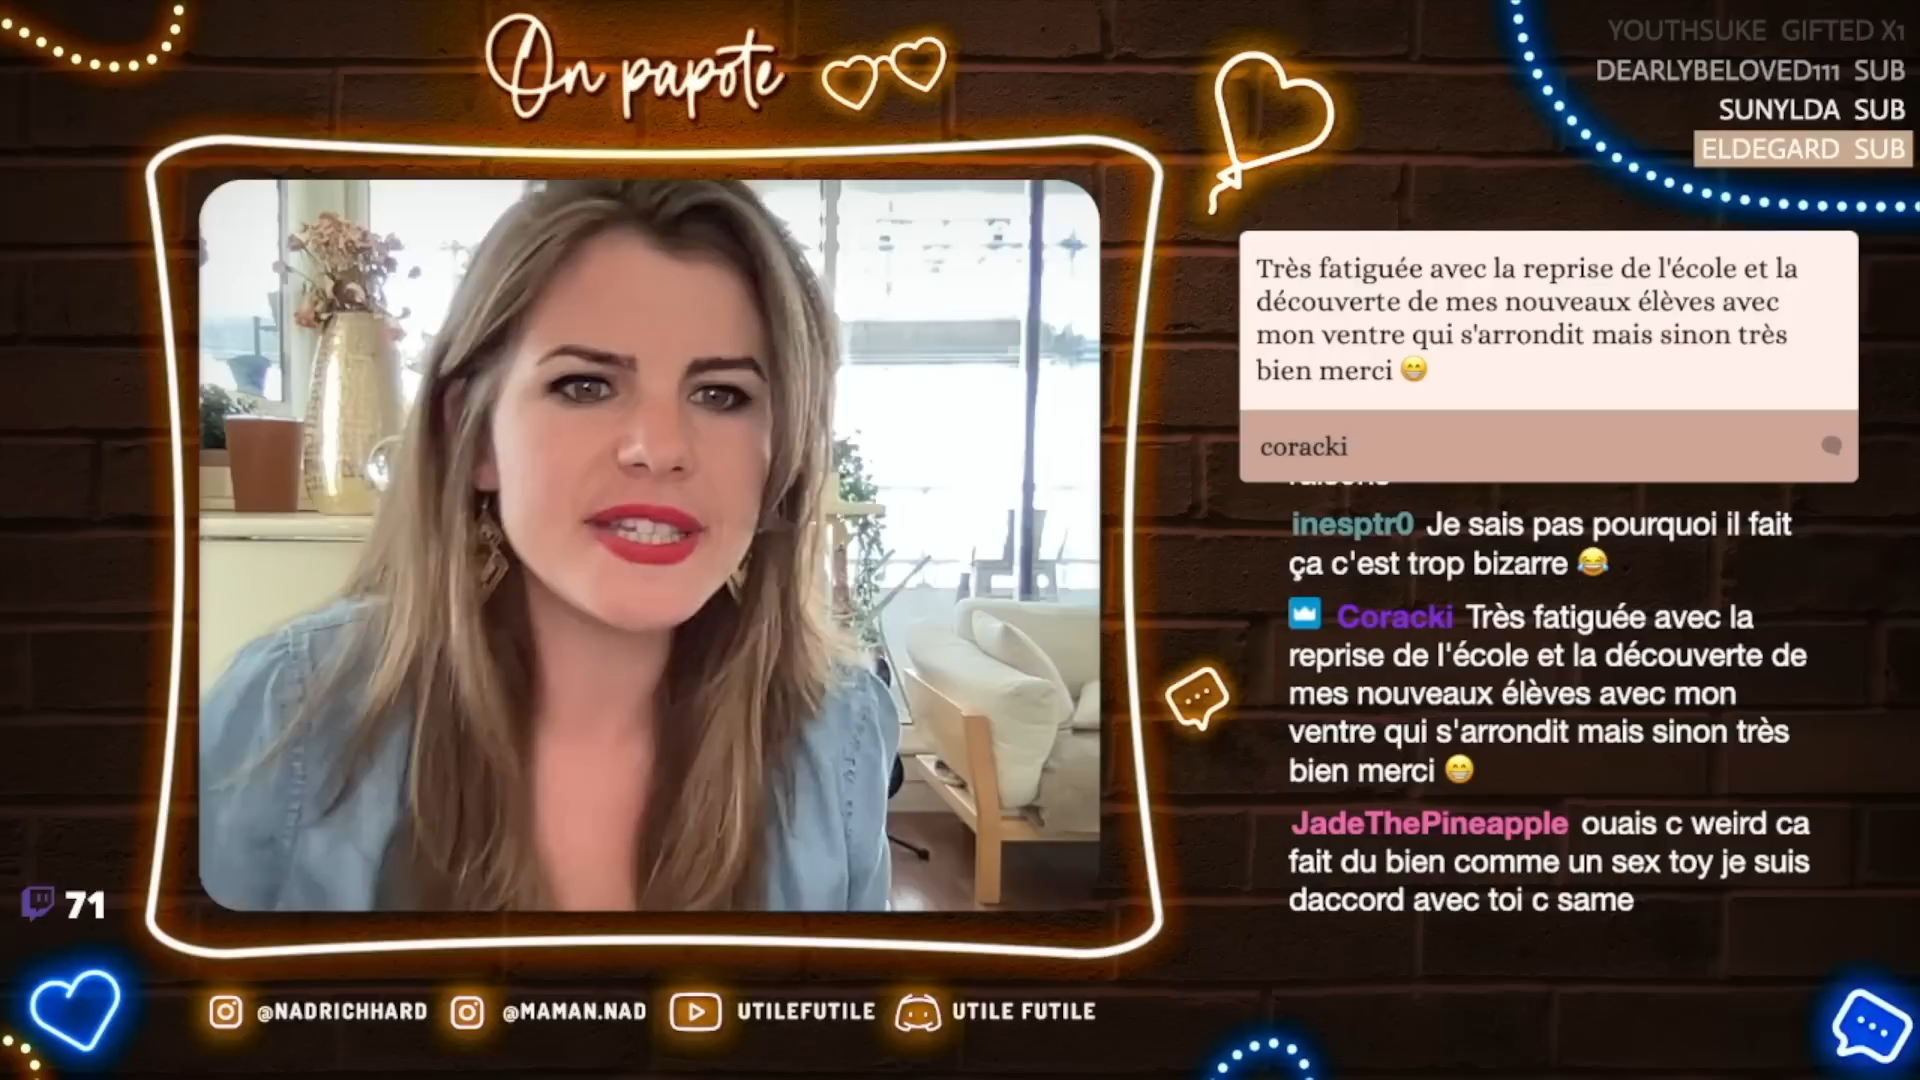 On papote
YOUTHSUKE GIFTED X1
DEARLYBELOVED111 SUB
SUNYLDA SUB
ELDEGARD SUB
Très fatiguée avec la reprise de l'école et la
découverte de mes nouveaux élèves avec
mon ventre qui s'arrondit mais sinon très
bien merci 😁
coracki
inesptr0 Je sais pas pourquoi il fait
ça c'est trop bizarre 😂
Coracki Très fatiguée avec la
reprise de l'école et la découverte de
mes nouveaux élèves avec mon
ventre qui s'arrondit mais sinon très
bien merci 😁
JadeThePineapple ouais c weird ca
fait du bien comme un sex toy je suis
daccord avec toi c same
71
@NADRICHHARD @MAMAN.NAD UTILEFUTILE UTILE FUTILE